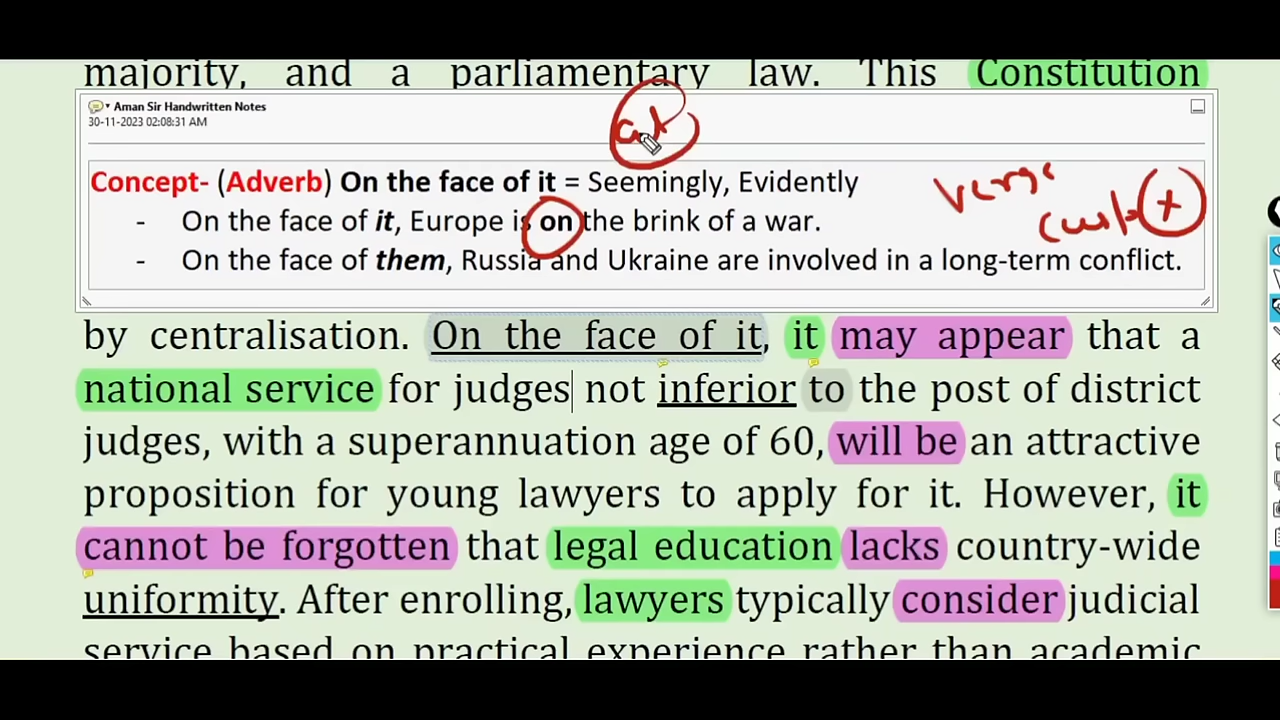 majority, and a parliamentary law. This Constitution
Aman Sir Handwritten Notes
30-11-2023 02:08:31 AM
at
Concept- (Adverb) On the face of it = Seemingly, Evidently
verge
- On the face of it, Europe is on the brink of a war.
+
- On the face of them, Russia and Ukraine are involved in a long-term conflict.
by centralisation. On the face of it, it may appear that a
national service for judges not inferior to the post of district
judges, with a superannuation age of 60, will be an attractive
proposition for young lawyers to apply for it. However, it
cannot be forgotten that legal education lacks country-wide
uniformity. After enrolling, lawyers typically consider judicial
service based on practical experience rather than academic